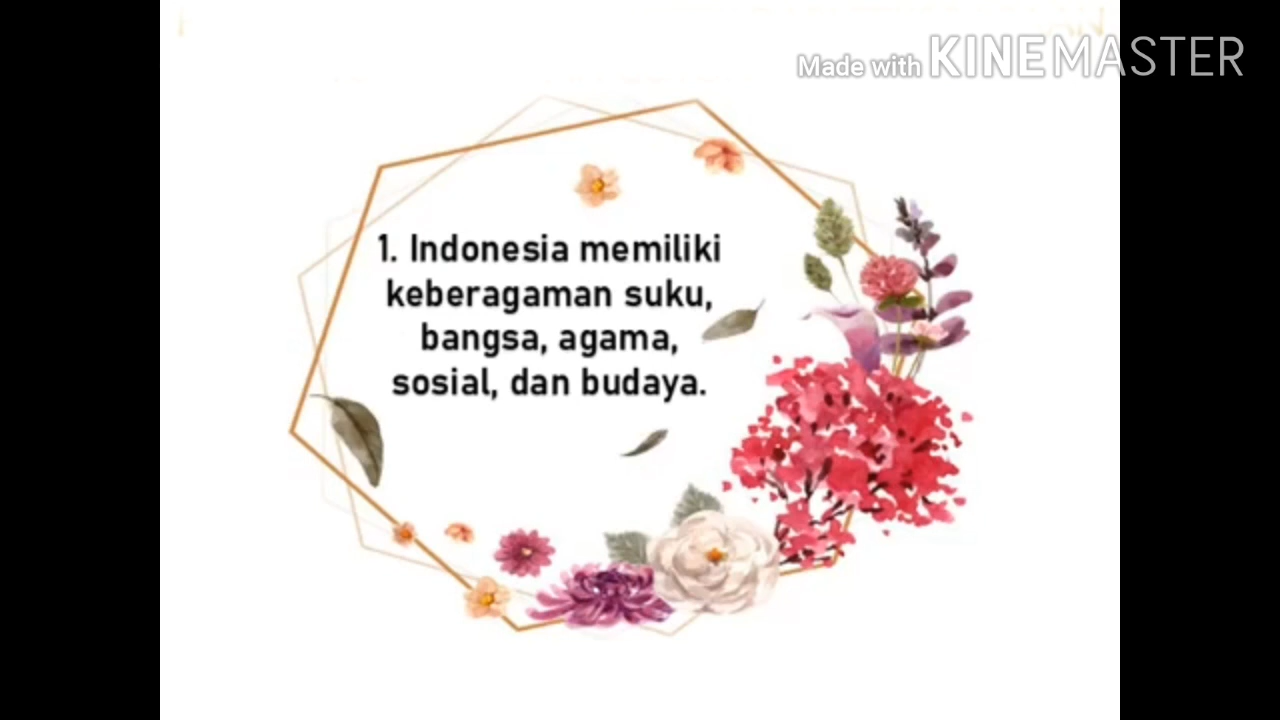 Made with KINEMASTER
1. Indonesia memiliki
keberagaman suku,
bangsa, agama,
sosial, dan budaya.